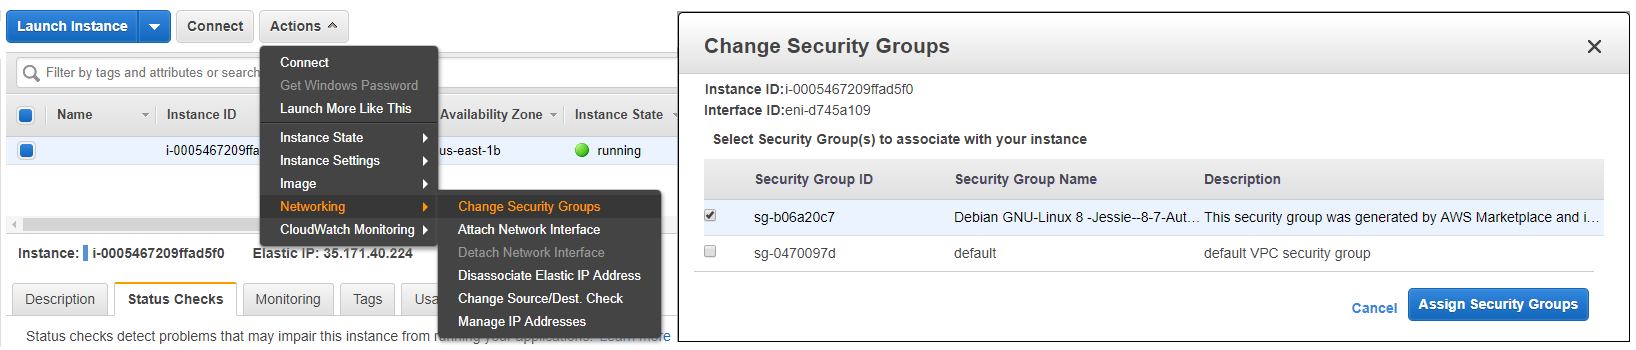 Launch Instance
Connect
Actions
Filter by tags and attributes or search
Name
Instance ID
Availability Zone
Instance State
i-0005467209ffa
us-east-1b
running
Connect
Get Windows Password
Launch More Like This
Instance State
Instance Settings
Image
Networking
CloudWatch Monitoring
Change Security Groups
Attach Network Interface
Detach Network Interface
Disassociate Elastic IP Address
Change Source/Dest. Check
Manage IP Addresses
Instance: i-0005467209ffad5f0 Elastic IP: 35.171.40.224
Description
Status Checks
Monitoring
Tags
Usa
Status checks detect problems that may impair this instance from running your applications. Learn more
Change Security Groups
Instance ID:i-0005467209ffad5f0
Interface ID:eni-d745a109
Select Security Group(s) to associate with your instance
Security Group ID Security Group Name Description
sg-b06a20c7 Debian GNU-Linux 8 -Jessie--8-7-Aut... This security group was generated by AWS Marketplace and i...
sg-0470097d default default VPC security group
Cancel
Assign Security Groups